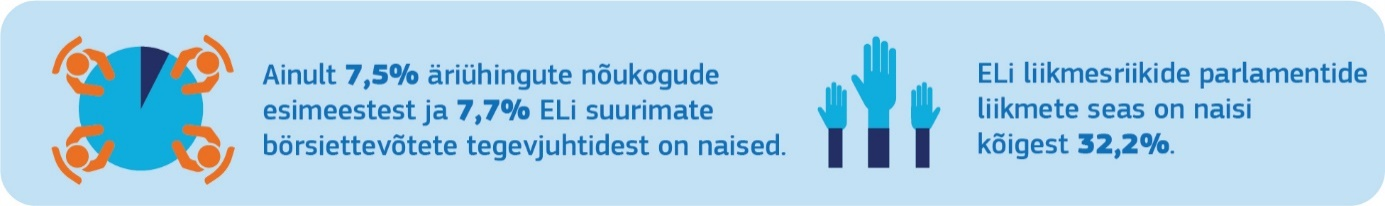 Ainult 7,5% äriühingute nõukogude
esimeestest ja 7,7% ELi suurimate
börsiettevõtete tegevjuhtidest on naised.
ELi liikmesriikide parlamentide
liikmete seas on naisi
kõigest 32,2%.